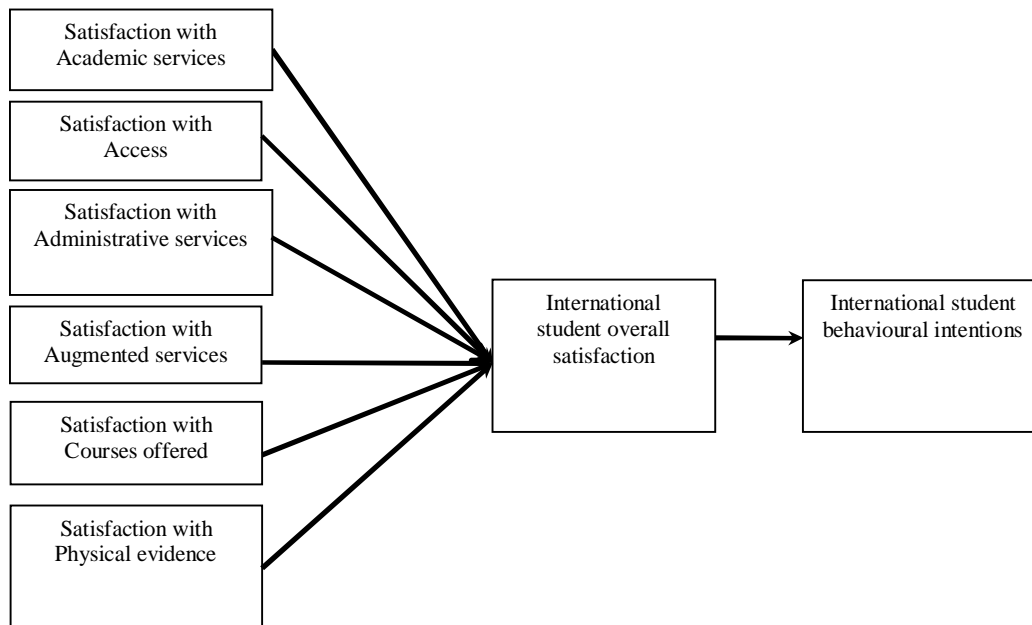 Satisfaction with
Academic services
Satisfaction with
Access
Satisfaction with
Administrative services
Satisfaction with
Augmented services
Satisfaction with
Courses offered
Satisfaction with
Physical evidence
International
student overall
satisfaction
International student
behavioural intentions